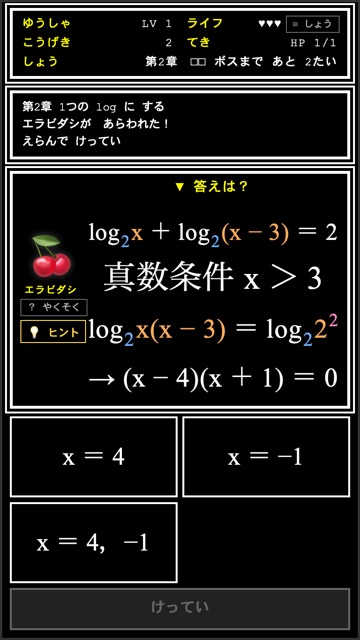 ゆうしゃ LV 1 ライフ ♥♥♥ ≡ しょう
こうげき 2 てき HP 1/1
しょう 第2章 □□ ボスまで あと 2たい
第2章 1つの log に する
エラビダシが あらわれた！
えらんで けってい
▼ 答えは？
log₂x + log₂(x − 3) = 2
真数条件 x ＞ 3
エラビダシ
? やくそく
ヒント
log₂x(x − 3) = log₂2²
→ (x − 4)(x + 1) = 0
x = 4
x = −1
x = 4, −1
けってい